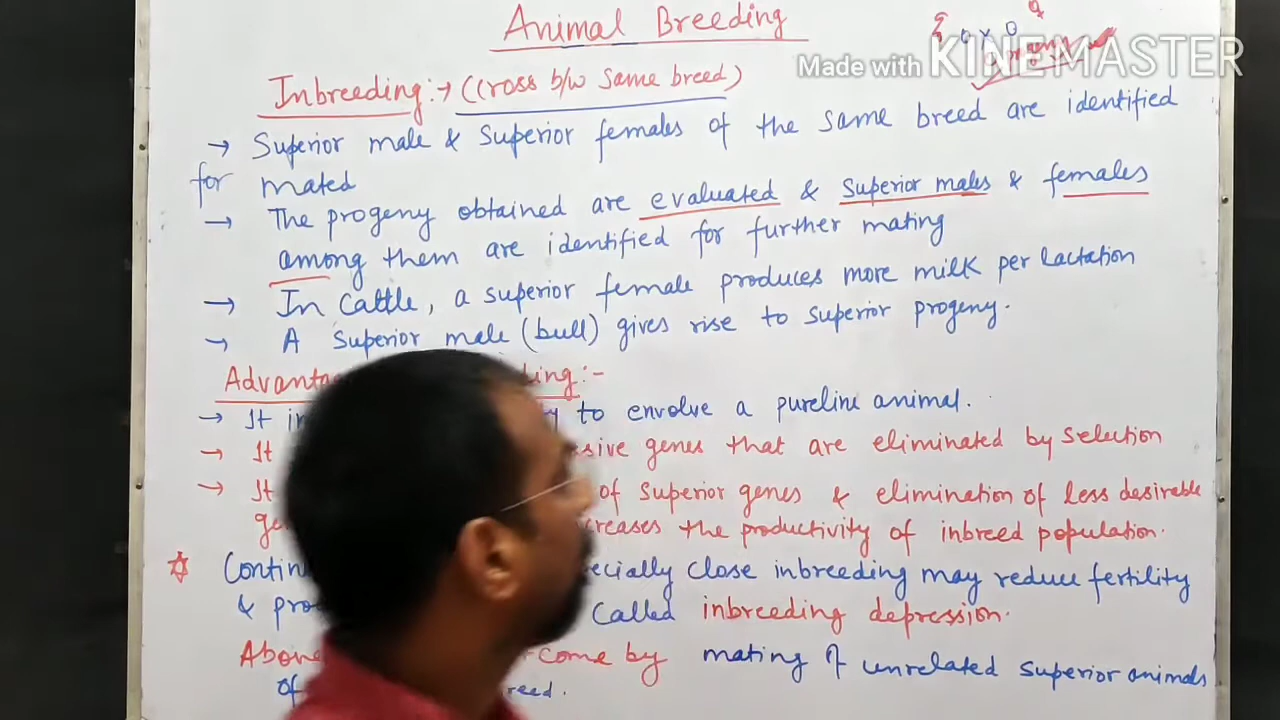 Animal Breeding
♀ o x o ♀
Made with KINEMASTER
Inbreeding:→ (Cross b/w same breed)
→ Superior male & Superior females of the same breed are identified
for mated
→ The progeny obtained are evaluated & superior males & females
among them are identified for further mating
→ In Cattle, a superior female produces more milk per lactation
→ A Superior male (bull) gives rise to superior progeny.
Advanta ding:-
→ It in ty to envolve a pureline animal.
→ It sive genes that are eliminated by selection
→ It of superior genes & elimination of less desirable
ge creases the productivity of inbreed population.
Contin ecially close inbreeding may reduce fertility
& pro Called inbreeding depression.
Above come by mating of unrelated superior animals
of reed.